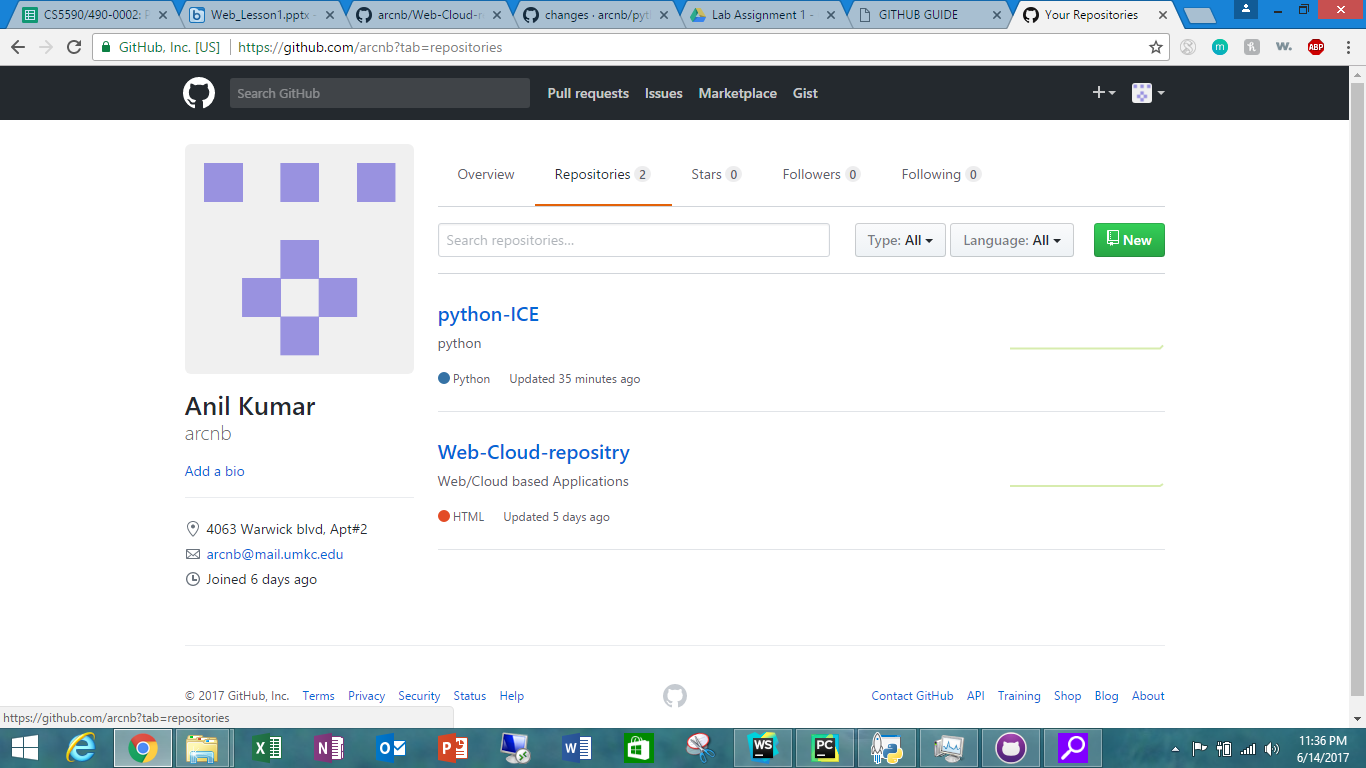 CS5590/490-0002: P
Web_Lesson1.pptx -
arcnb/Web-Cloud-r
changes · arcnb/pyt
Lab Assignment 1 -
GITHUB GUIDE
Your Repositories
GitHub, Inc. [US] https://github.com/arcnb?tab=repositories
m
w.
ABP
Search GitHub
Pull requests Issues Marketplace Gist
Overview Repositories 2 Stars 0 Followers 0 Following 0
Search repositories...
Type: All Language: All New
python-ICE
python
Python Updated 35 minutes ago
Anil Kumar
arcnb
Add a bio
Web-Cloud-repositry
Web/Cloud based Applications
HTML Updated 5 days ago
4063 Warwick blvd, Apt#2
arcnb@mail.umkc.edu
Joined 6 days ago
© 2017 GitHub, Inc. Terms Privacy Security Status Help
Contact GitHub API Training Shop Blog About
https://github.com/arcnb?tab=repositories
WS
PC
11:36 PM
6/14/2017